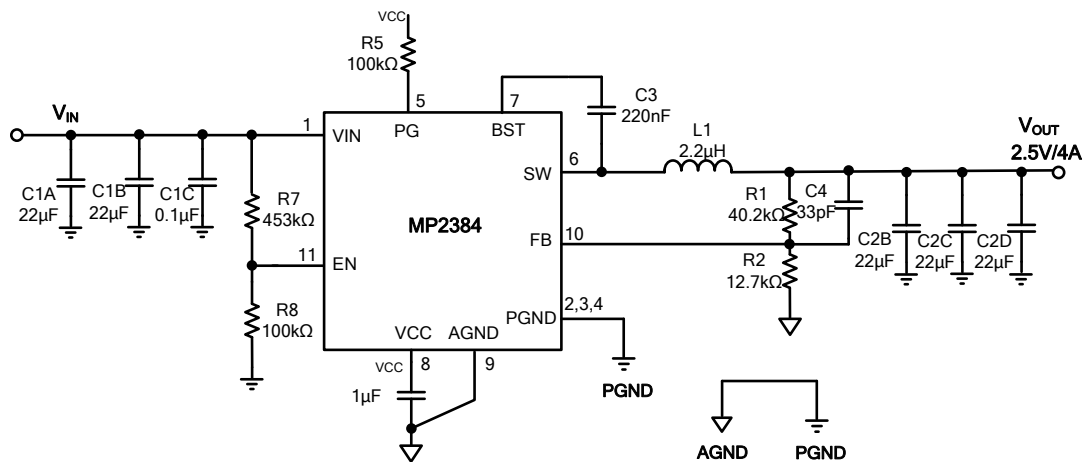 VCC
R5
100kΩ
5
7
C3
220nF
VIN
1
VIN
PG
BST
L1
2.2µH
VOUT
2.5V/4A
6
SW
C1A
22µF
C1B
22µF
C1C
0.1µF
R7
453kΩ
MP2384
R1
40.2kΩ
C4
33pF
FB
10
C2B
22µF
C2C
22µF
C2D
22µF
11
EN
R2
12.7kΩ
R8
100kΩ
PGND
2,3,4
VCC
AGND
VCC
8
9
1µF
PGND
AGND
PGND